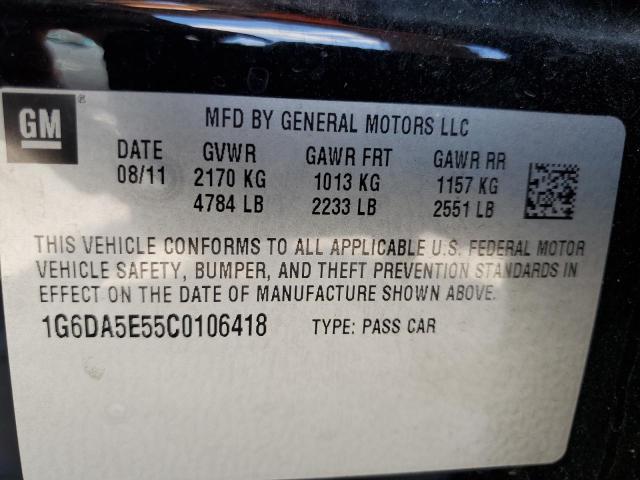 GM ®
MFD BY GENERAL MOTORS LLC
DATE GVWR GAWR FRT GAWR RR
08/11 2170 KG 1013 KG 1157 KG
4784 LB 2233 LB 2551 LB
THIS VEHICLE CONFORMS TO ALL APPLICABLE U.S. FEDERAL MOTOR
VEHICLE SAFETY, BUMPER, AND THEFT PREVENTION STANDARDS IN
EFFECT ON THE DATE OF MANUFACTURE SHOWN ABOVE.
1G6DA5E55C0106418 TYPE: PASS CAR